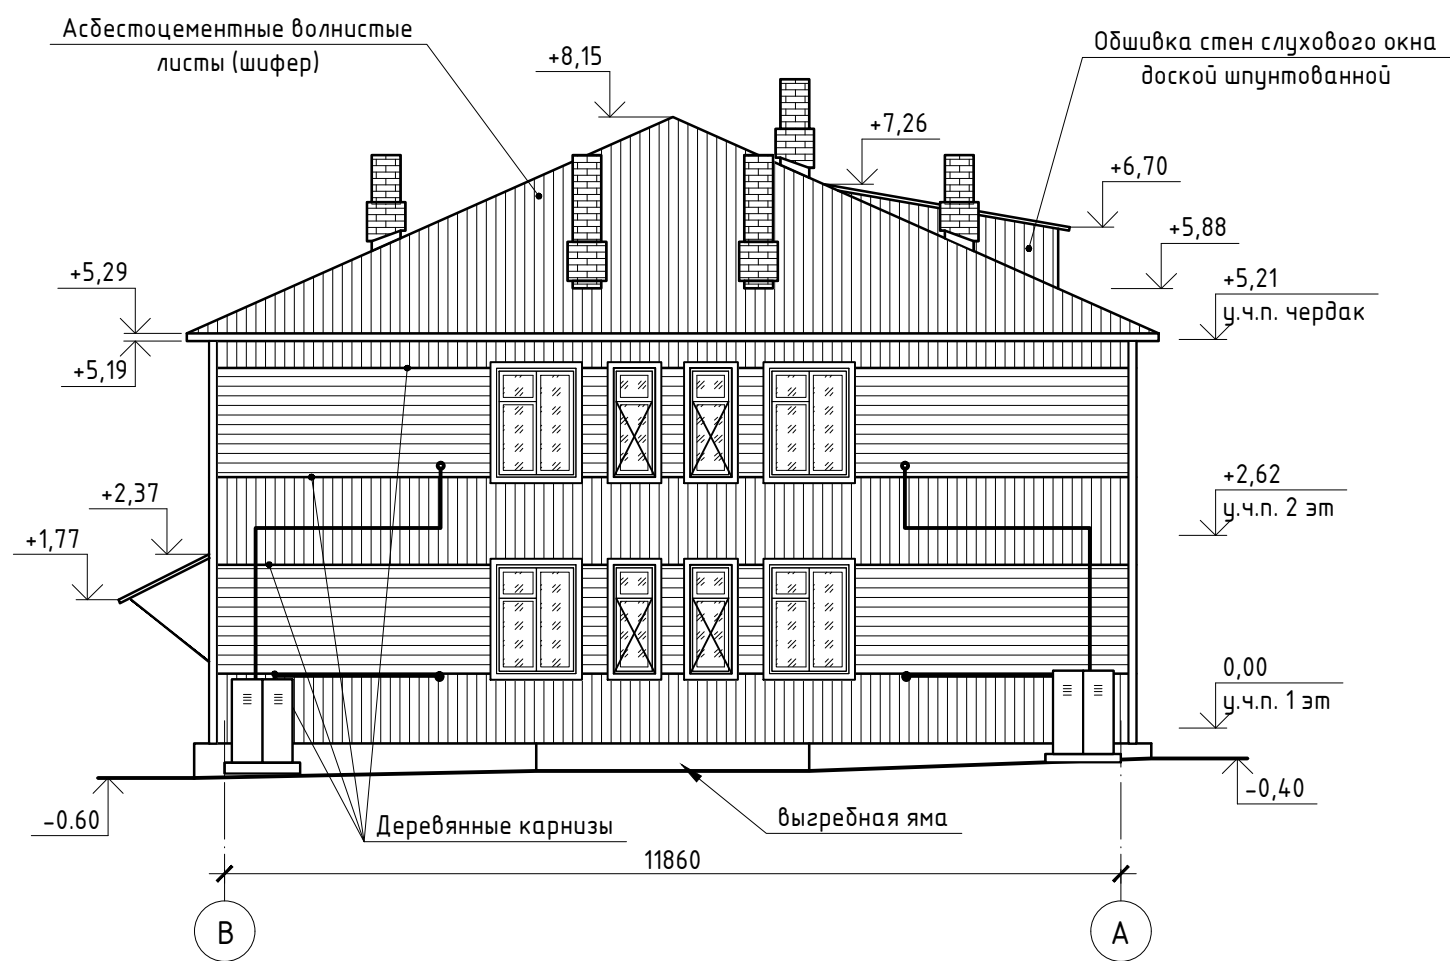 Асбестоцементные волнистые
листы (шифер)
+8,15
Обшивка стен слухового окна
доской шпунтованной
+7,26
+6,70
+5,88
+5,29
+5,21
у.ч.п. чердак
+5,19
+2,62
у.ч.п. 2 эт
+2,37
+1,77
0,00
у.ч.п. 1 эт
-0.60
-0,40
Деревянные карнизы
выгребная яма
11860
В
А